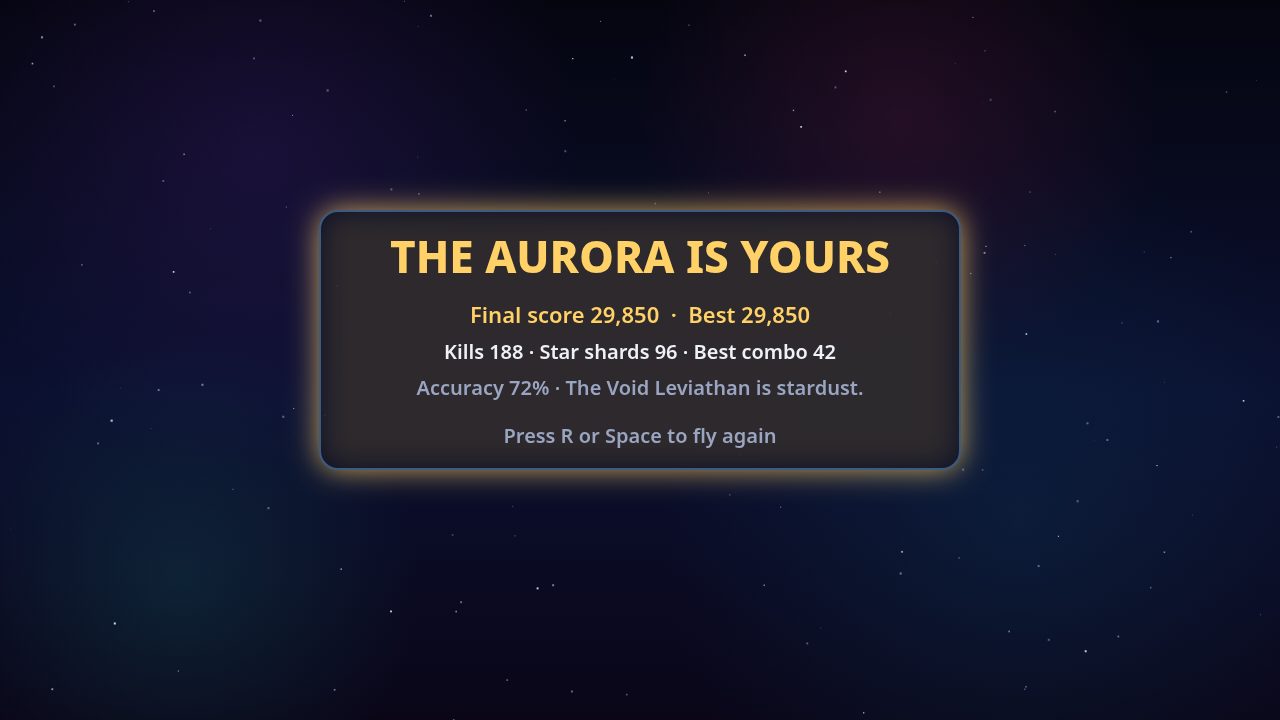 THE AURORA IS YOURS
Final score 29,850 · Best 29,850
Kills 188 · Star shards 96 · Best combo 42
Accuracy 72% · The Void Leviathan is stardust.
Press R or Space to fly again